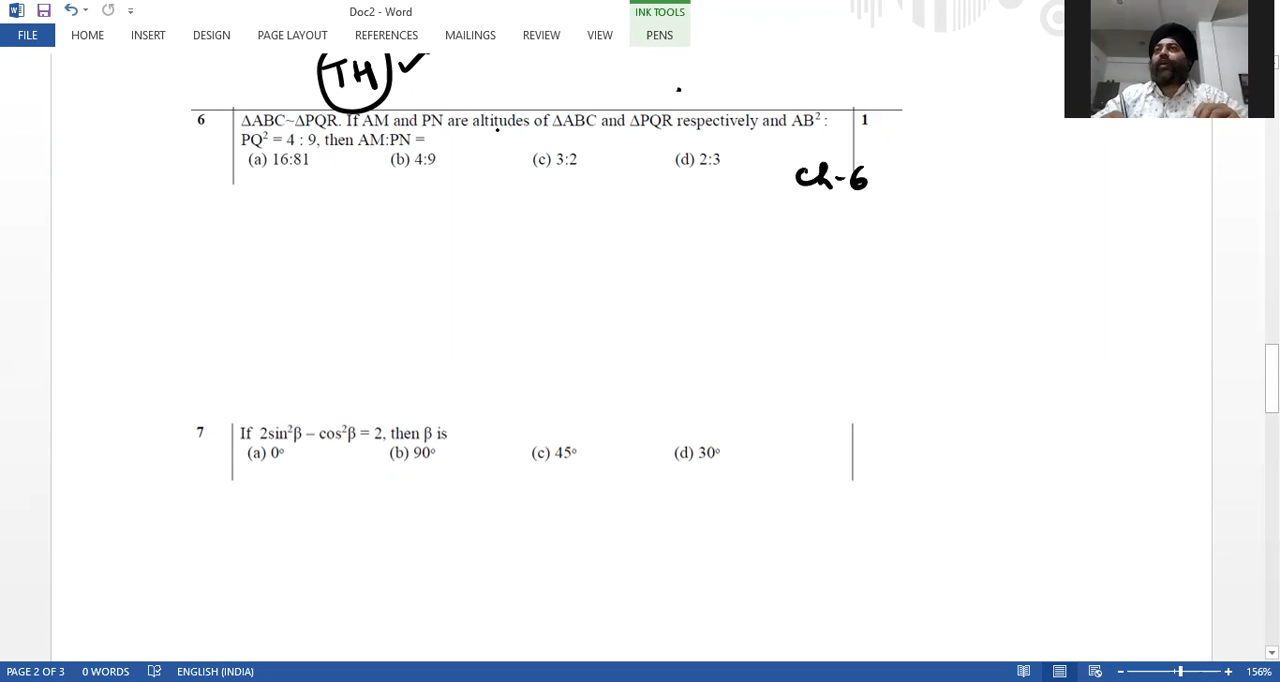 Doc2 - Word
INK TOOLS
FILE HOME INSERT DESIGN PAGE LAYOUT REFERENCES MAILINGS REVIEW VIEW PENS
TH ✓
6 ΔABC~ΔPQR. If AM and PN are altitudes of ΔABC and ΔPQR respectively and AB² : 1
PQ² = 4 : 9, then AM:PN =
(a) 16:81 (b) 4:9 (c) 3:2 (d) 2:3
Ch-6
7 If 2sin²β – cos²β = 2, then β is
(a) 0° (b) 90° (c) 45° (d) 30°
PAGE 2 OF 3 0 WORDS ENGLISH (INDIA) 156%